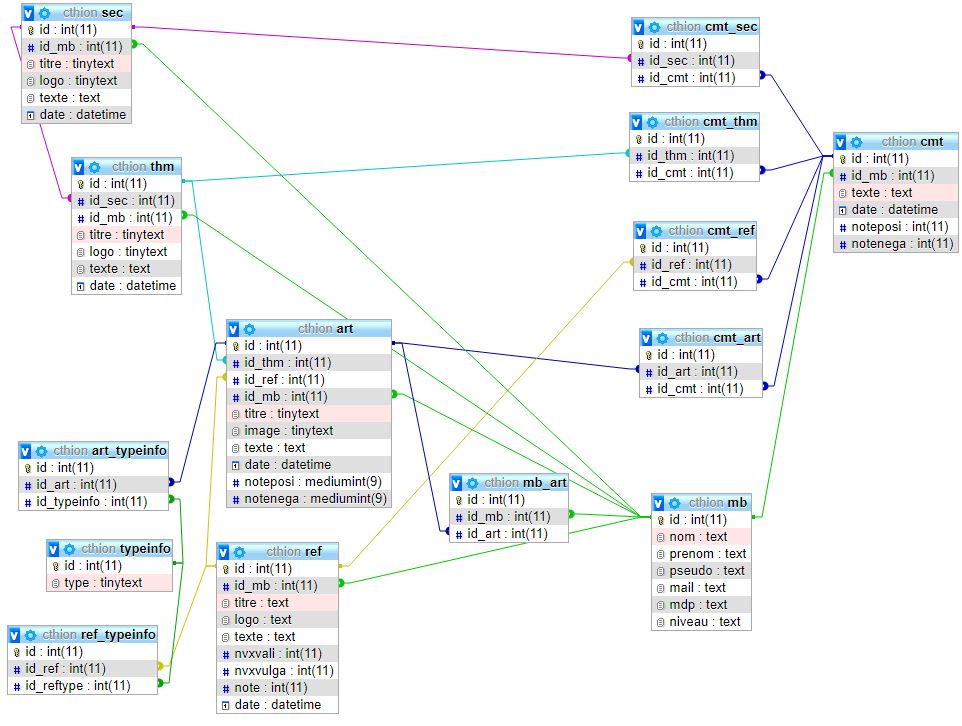 cthion sec
id : int(11)
id_mb : int(11)
titre : tinytext
logo : tinytext
texte : text
date : datetime
cthion thm
id : int(11)
id_sec : int(11)
id_mb : int(11)
titre : tinytext
logo : tinytext
texte : text
date : datetime
cthion art
id : int(11)
id_thm : int(11)
id_ref : int(11)
id_mb : int(11)
titre : tinytext
image : tinytext
texte : text
date : datetime
noteposi : mediumint(9)
notenega : mediumint(9)
cthion art_typeinfo
id : int(11)
id_art : int(11)
id_typeinfo : int(11)
cthion typeinfo
id : int(11)
type : tinytext
cthion ref_typeinfo
id : int(11)
id_ref : int(11)
id_reftype : int(11)
cthion ref
id : int(11)
id_mb : int(11)
titre : text
logo : text
texte : text
nvxvali : int(11)
nvxvulga : int(11)
note : int(11)
date : datetime
cthion mb_art
id : int(11)
id_mb : int(11)
id_art : int(11)
cthion cmt_sec
id : int(11)
id_sec : int(11)
id_cmt : int(11)
cthion cmt_thm
id : int(11)
id_thm : int(11)
id_cmt : int(11)
cthion cmt_ref
id : int(11)
id_ref : int(11)
id_cmt : int(11)
cthion cmt_art
id : int(11)
id_art : int(11)
id_cmt : int(11)
cthion cmt
id : int(11)
id_mb : int(11)
texte : text
date : datetime
noteposi : int(11)
notenega : int(11)
cthion mb
id : int(11)
nom : text
prenom : text
pseudo : text
mail : text
mdp : text
niveau : text